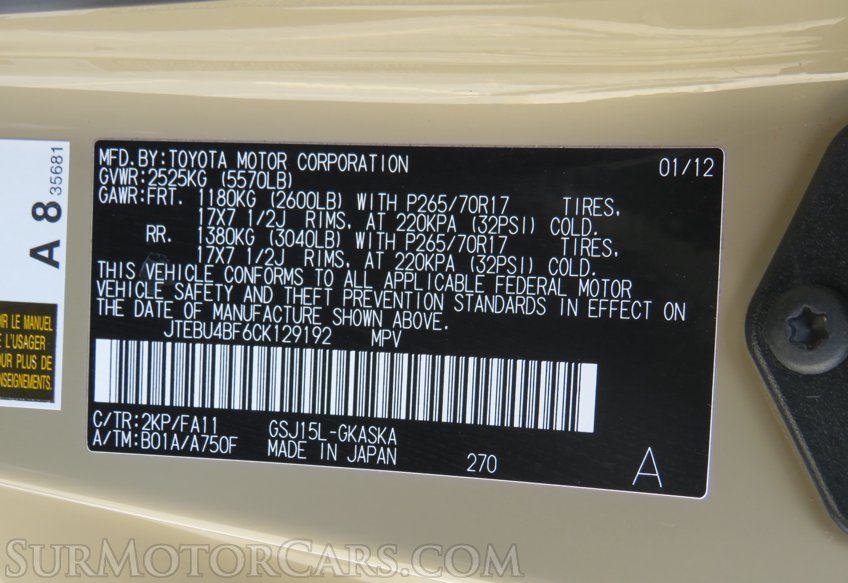 A 8 35681
IR LE MANUEL
E L'USAGER
OUR PLUS DE
NSEIGNEMENTS.
MFD. BY: TOYOTA MOTOR CORPORATION 01/12
GVWR: 2525KG (5570LB)
GAWR: FRT. 1180KG (2600LB) WITH P265/70R17 TIRES,
17X7 1/2J RIMS, AT 220KPA (32PSI) COLD.
RR. 1380KG (3040LB) WITH P265/70R17 TIRES,
17X7 1/2J RIMS, AT 220KPA (32PSI) COLD.
THIS VEHICLE CONFORMS TO ALL APPLICABLE FEDERAL MOTOR
VEHICLE SAFETY AND THEFT PREVENTION STANDARDS IN EFFECT ON
THE DATE OF MANUFACTURE SHOWN ABOVE.
JTEBU4BF6CK129192 MPV
C/TR: 2KP/FA11 GSJ15L-GKASKA
A/TM: B01A/A750F MADE IN JAPAN 270 A
SURMOTORCARS.COM